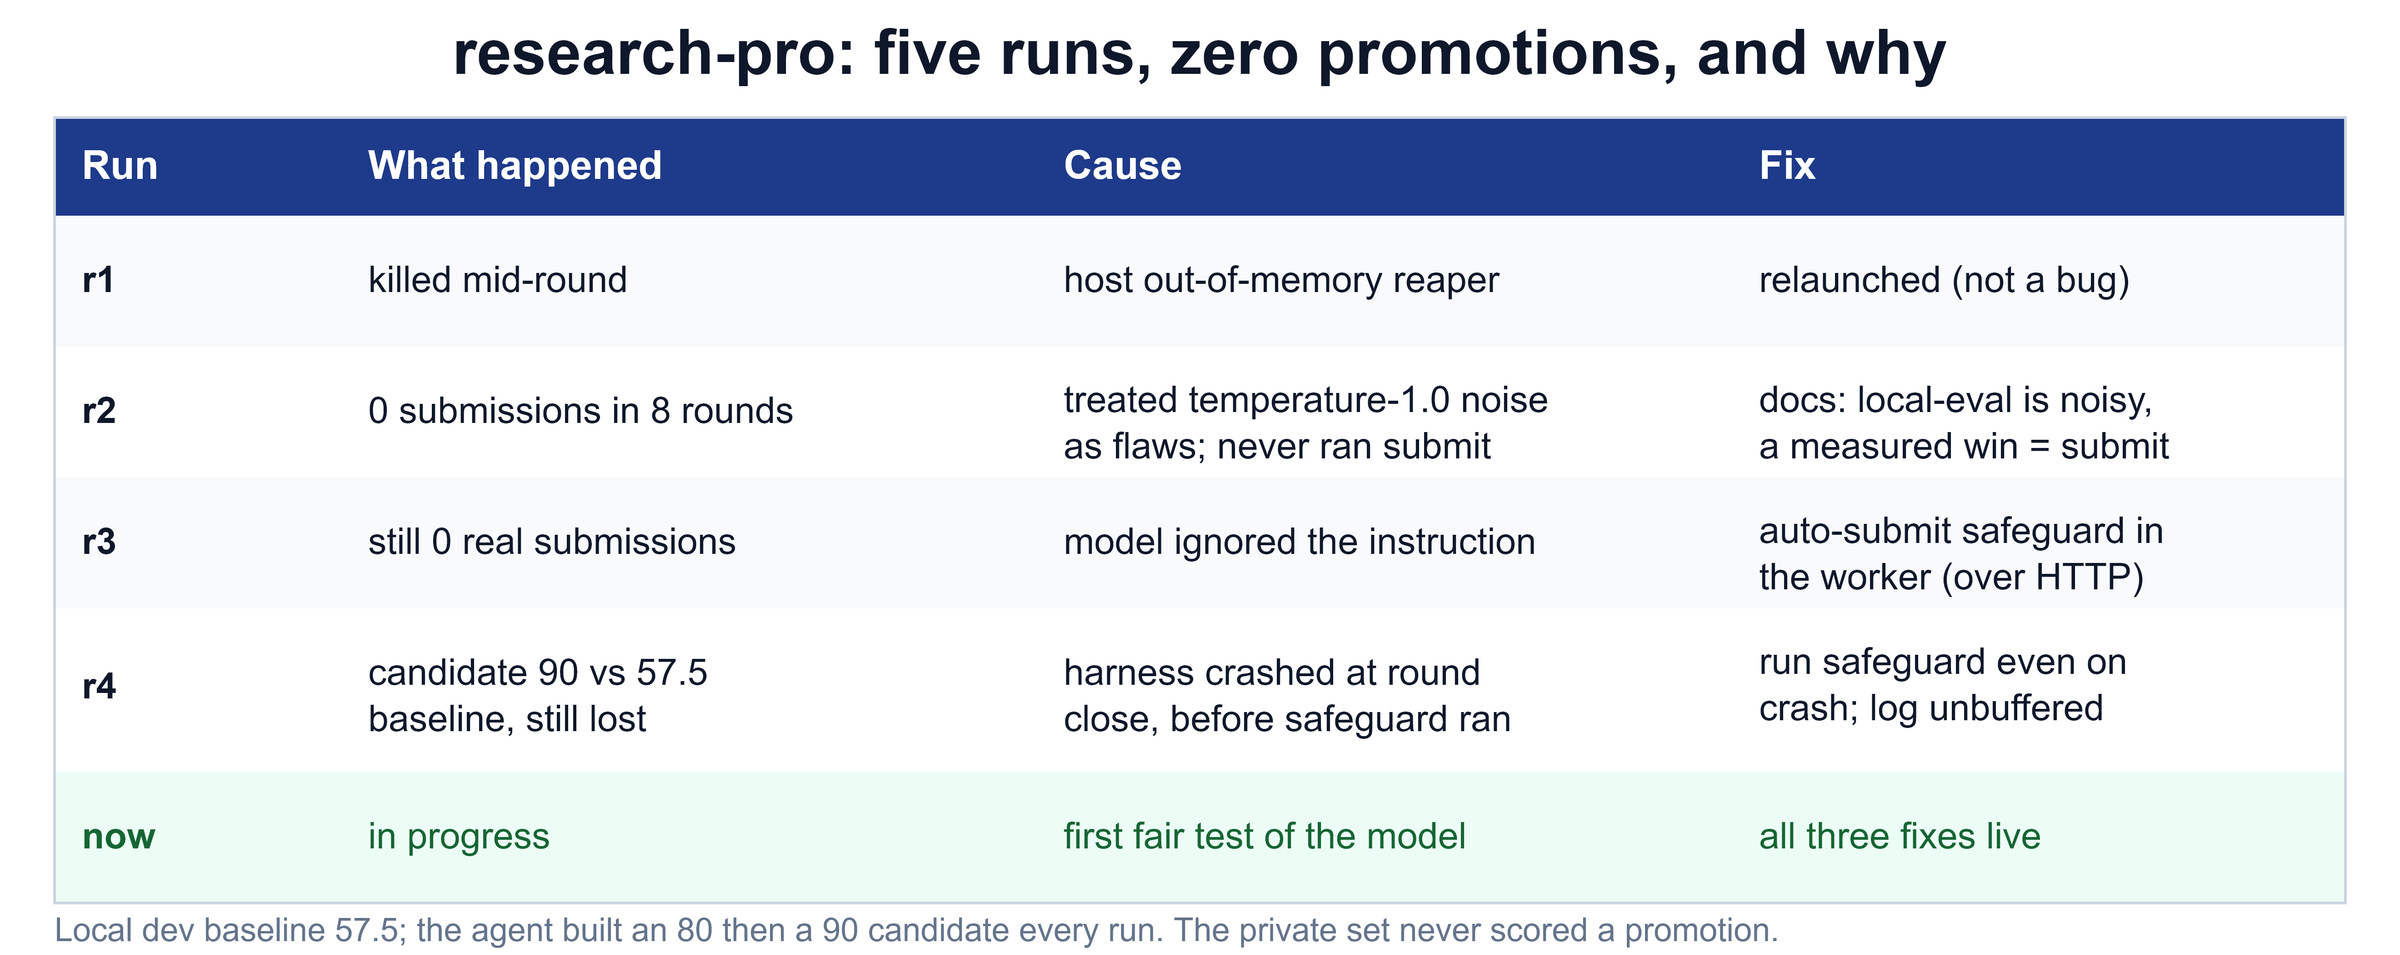 research-pro: five runs, zero promotions, and why
Run What happened Cause Fix
r1 killed mid-round host out-of-memory reaper relaunched (not a bug)
r2 0 submissions in 8 rounds treated temperature-1.0 noise
as flaws; never ran submit docs: local-eval is noisy,
a measured win = submit
r3 still 0 real submissions model ignored the instruction auto-submit safeguard in
the worker (over HTTP)
r4 candidate 90 vs 57.5
baseline, still lost harness crashed at round
close, before safeguard ran run safeguard even on
crash; log unbuffered
now in progress first fair test of the model all three fixes live
Local dev baseline 57.5; the agent built an 80 then a 90 candidate every run. The private set never scored a promotion.